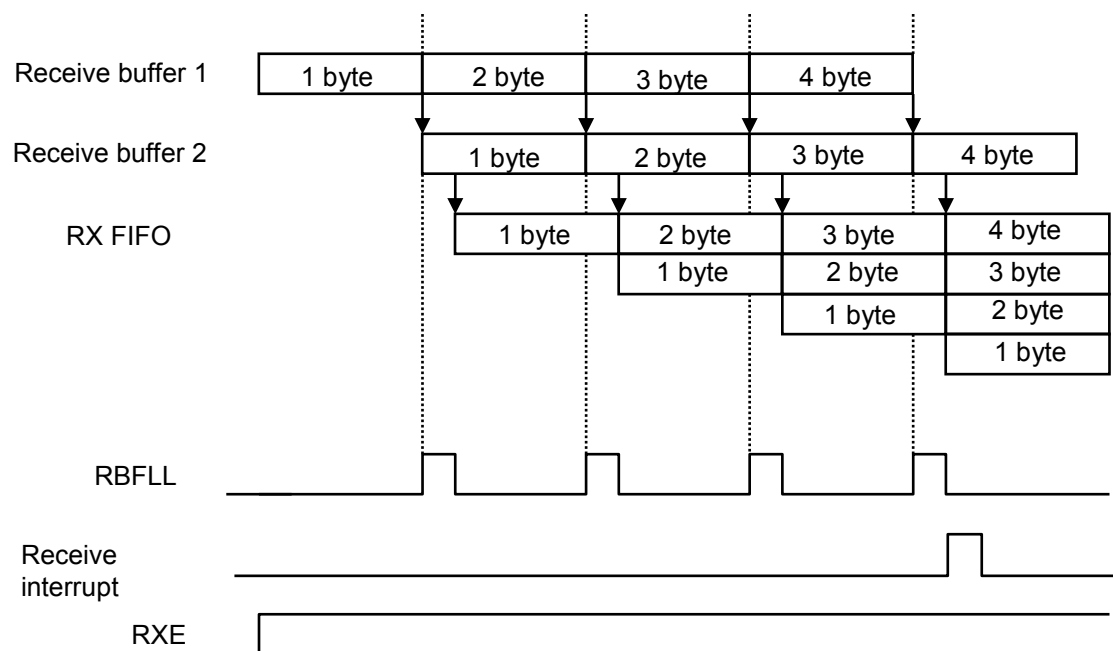 Receive buffer 1
1 byte 2 byte 3 byte 4 byte
Receive buffer 2
1 byte 2 byte 3 byte 4 byte
RX FIFO
1 byte 2 byte 3 byte 4 byte
1 byte 2 byte 3 byte
1 byte 2 byte
1 byte
RBFLL
Receive
interrupt
RXE